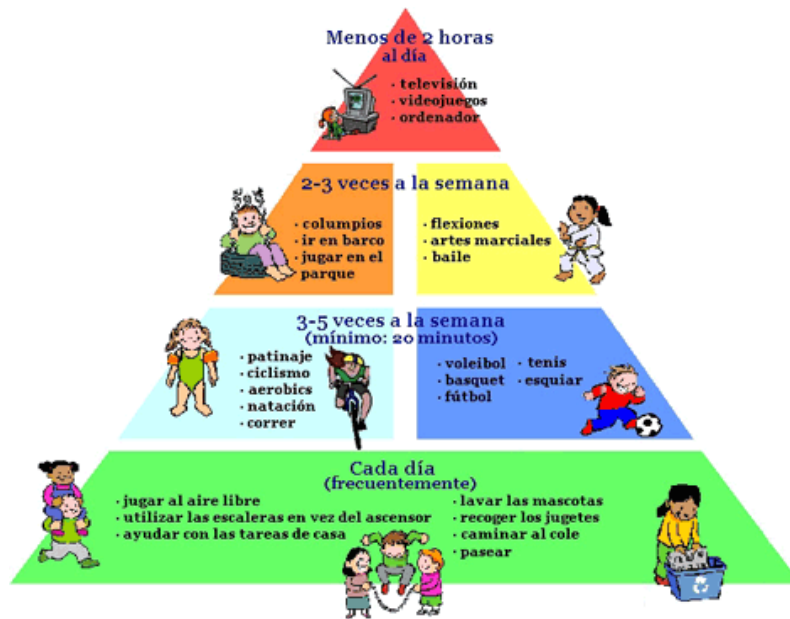 Menos de 2 horas
al día
· televisión
· videojuegos
· ordenador
2-3 veces a la semana
· columpios
· ir en barco
· jugar en el
· parque
· flexiones
· artes marciales
· baile
3-5 veces a la semana
(mínimo: 20 minutos)
· patinaje
· ciclismo
· aerobics
· natación
· correr
· voleibol · tenis
· basquet · esquiar
· fútbol
Cada día
(frecuentemente)
· jugar al aire libre
· utilizar las escaleras en vez del ascensor
· ayudar con las tareas de casa
· lavar las mascotas
· recoger los jugetes
· caminar al cole
· pasear